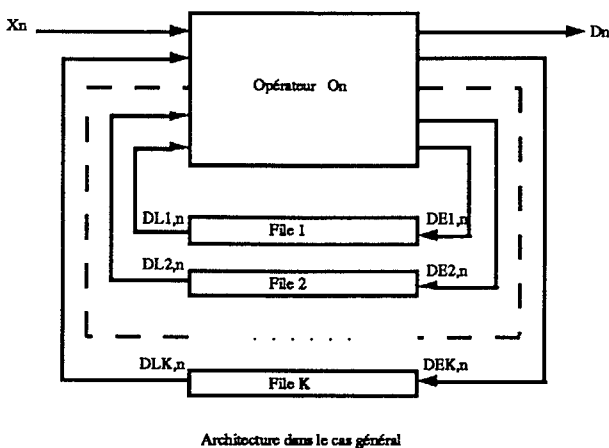 Xn
Dn
Opérateur On
DL1,n
DE1,n
File 1
DL2,n
DE2,n
File 2
. . . . . .
DLK,n
DEK,n
File K
Architecture dans le cas général